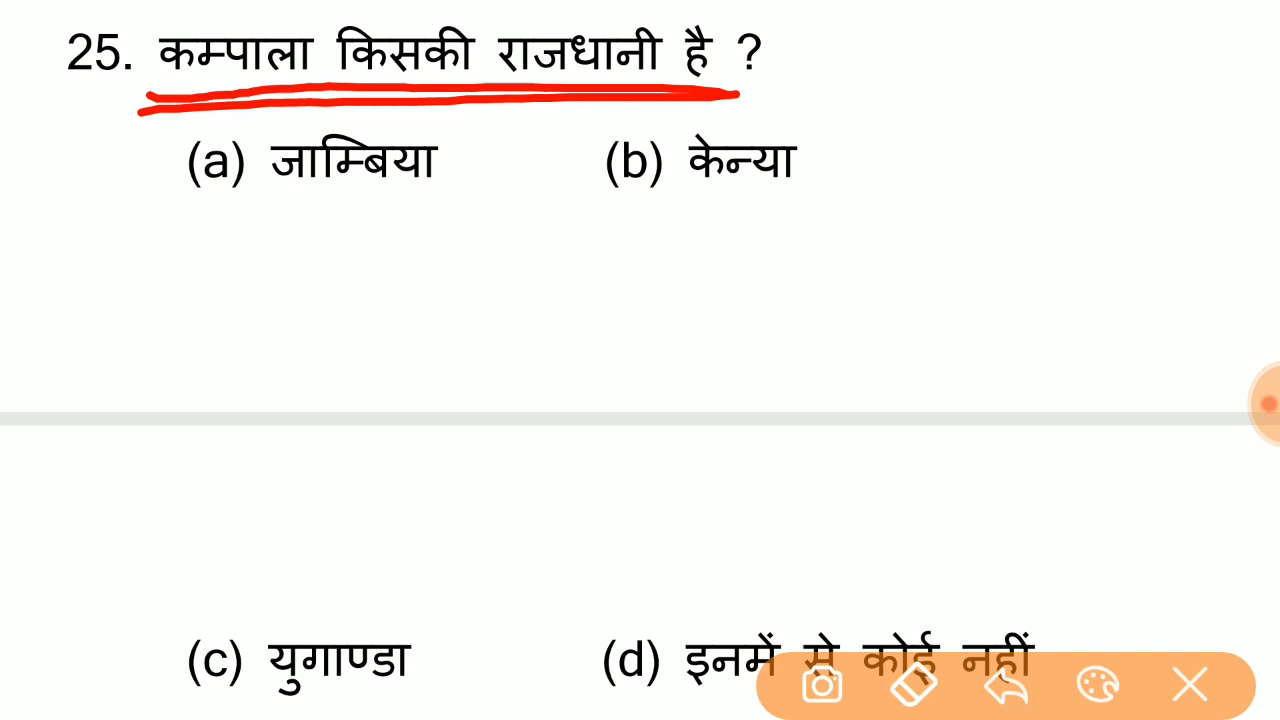 25. कम्पाला किसकी राजधानी है ?
(a) जाम्बिया (b) केन्या
(c) युगाण्डा (d) इनमें से कोई नहीं